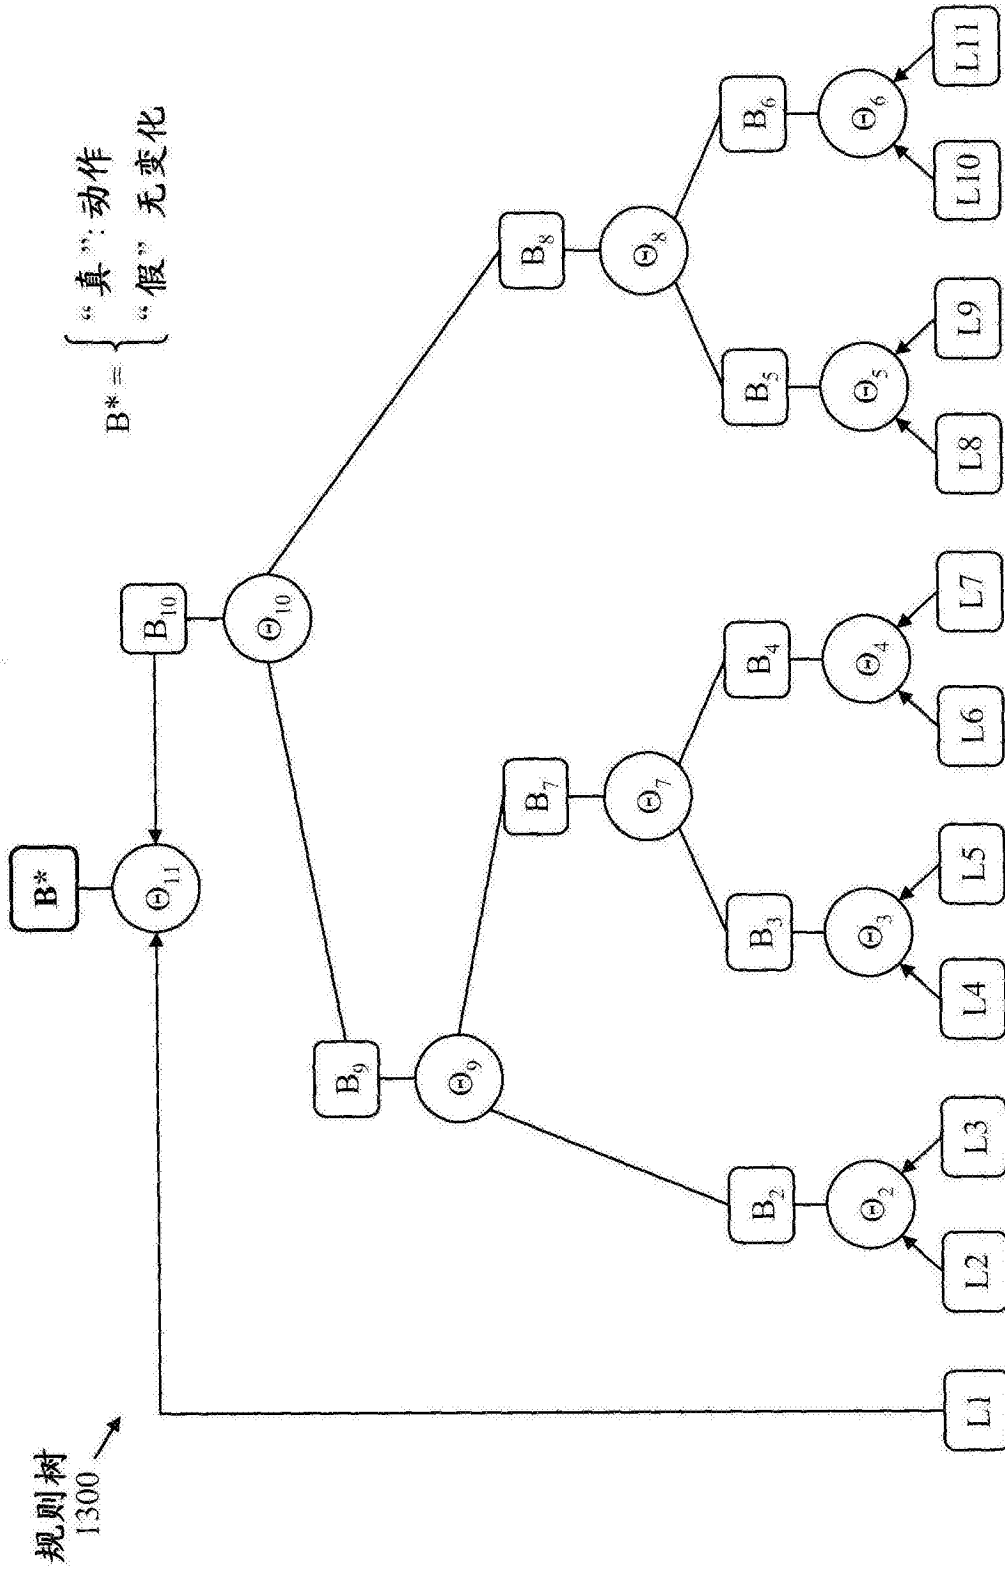 规则树
1300
B* = { “真”: 动作
“假” 无变化
B*
Θ₁₁
B₁₀
Θ₁₀
B₉
Θ₉
B₇
B₈
Θ₇
Θ₈
B₂
B₃
B₄
B₅
B₆
Θ₂
Θ₃
Θ₄
Θ₅
Θ₆
L1
L2
L3
L4
L5
L6
L7
L8
L9
L10
L11